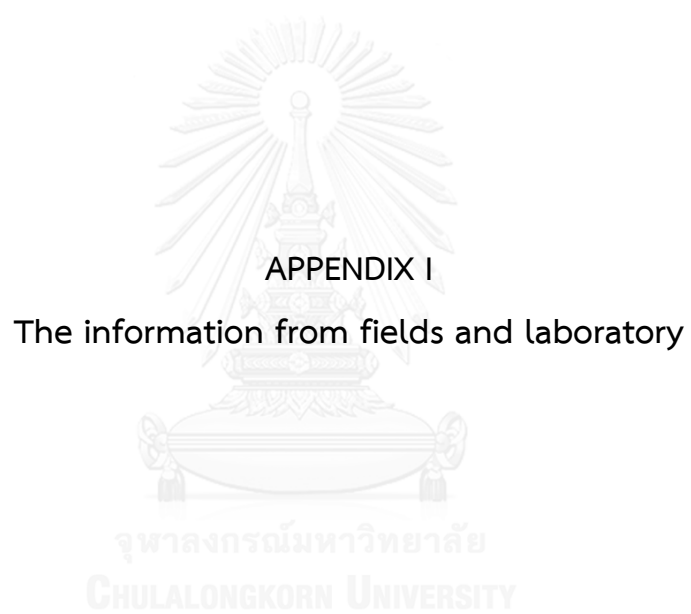 APPENDIX I
The information from fields and laboratory
จุฬาลงกรณ์มหาวิทยาลัย
CHULALONGKORN UNIVERSITY